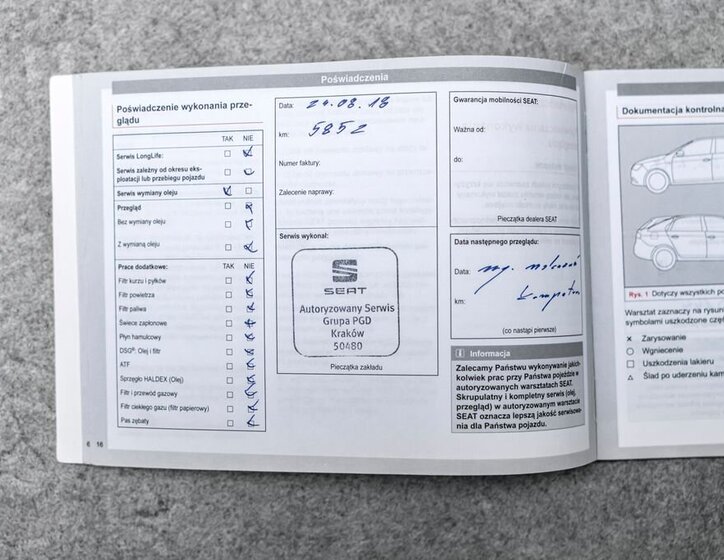 Poświadczenia
Poświadczenie wykonania prze-
glądu
TAK NIE
Serwis LongLife:
Serwis zależny od okresu eks-
ploatacji lub przebiegu pojazdu
Serwis wymiany oleju
Przegląd
Bez wymiany oleju
Z wymianą oleju
Prace dodatkowe: TAK NIE
Filtr kurzu i pyłków
Filtr powietrza
Filtr paliwa
Świece zapłonowe
Płyn hamulcowy
DSG®: Olej i filtr
ATF
Sprzęgło HALDEX (Olej)
Filtr i przewód gazowy
Filtr ciekłego gazu (filtr papierowy)
Pas zębaty
6 16
Data: 24.08.18
km: 5852
Numer faktury:
Zalecenie naprawy:
Serwis wykonał:
SEAT
Autoryzowany Serwis
Grupa PGD
Kraków
50480
Pieczątka zakładu
Gwarancja mobilności SEAT:
Ważna od:
do:
Pieczątka dealera SEAT
Data następnego przeglądu:
Data: wg. wskazań
km: komputera
(co nastąpi pierwsze)
i Informacja
Zalecamy Państwu wykonywanie jakich-
kolwiek prac przy Państwa pojeździe w
autoryzowanych warsztatach SEAT.
Skrupulatny i kompletny serwis (olej,
przegląd) w autoryzowanym warsztacie
SEAT oznacza lepszą jakość serwisowa-
nia dla Państwa pojazdu.
Dokumentacja kontrolna
Rys. 1 Dotyczy wszystkich
Warsztat zaznaczy na
symbolami uszkodzone
x Zarysowanie
○ Wgniecenie
□ Uszkodzenia lakieru
△ Ślad po uderzeniu